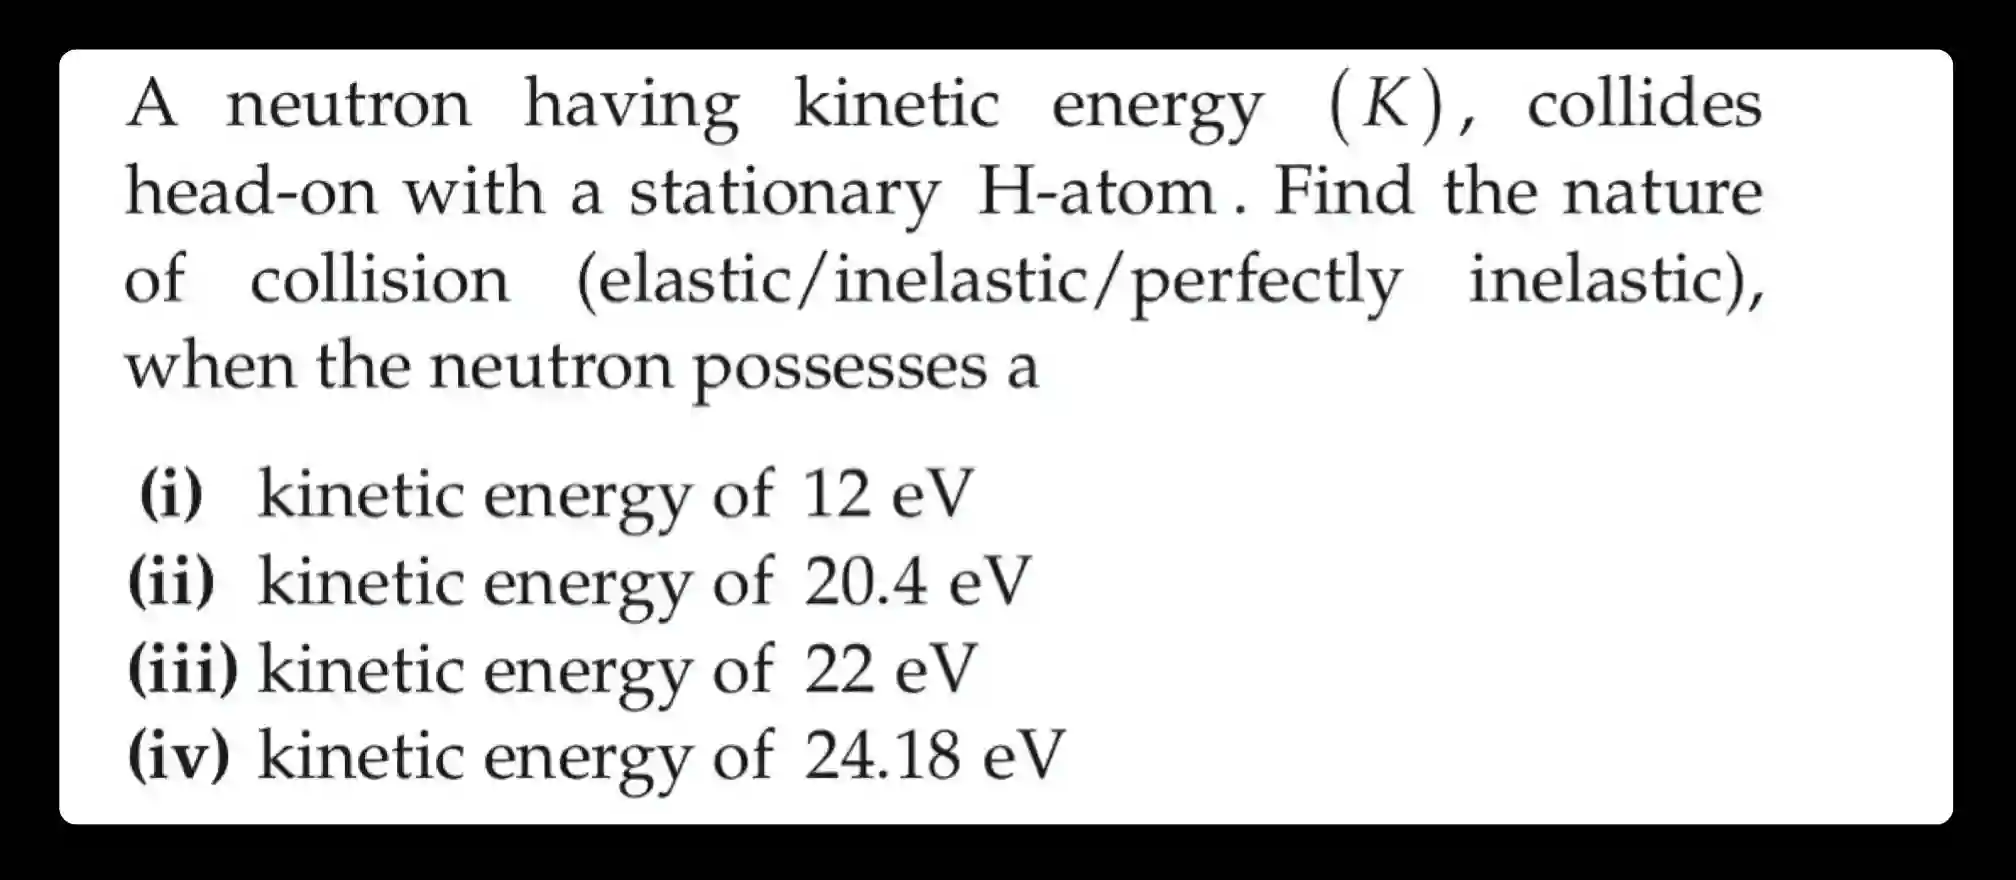 A neutron having kinetic energy (K), collides
head-on with a stationary H-atom . Find the nature
of collision (elastic/inelastic/perfectly inelastic),
when the neutron possesses a
(i) kinetic energy of 12 eV
(ii) kinetic energy of 20.4 eV
(iii) kinetic energy of 22 eV
(iv) kinetic energy of 24.18 eV